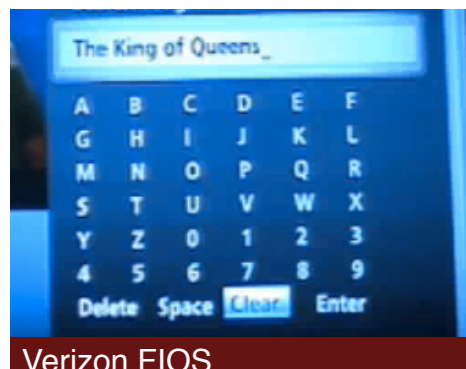 The King of Queens_
A B C D E F
G H I J K L
M N O P Q R
S T U V W X
Y Z 0 1 2 3
4 5 6 7 8 9
Delete Space Clear Enter
Verizon FIOS